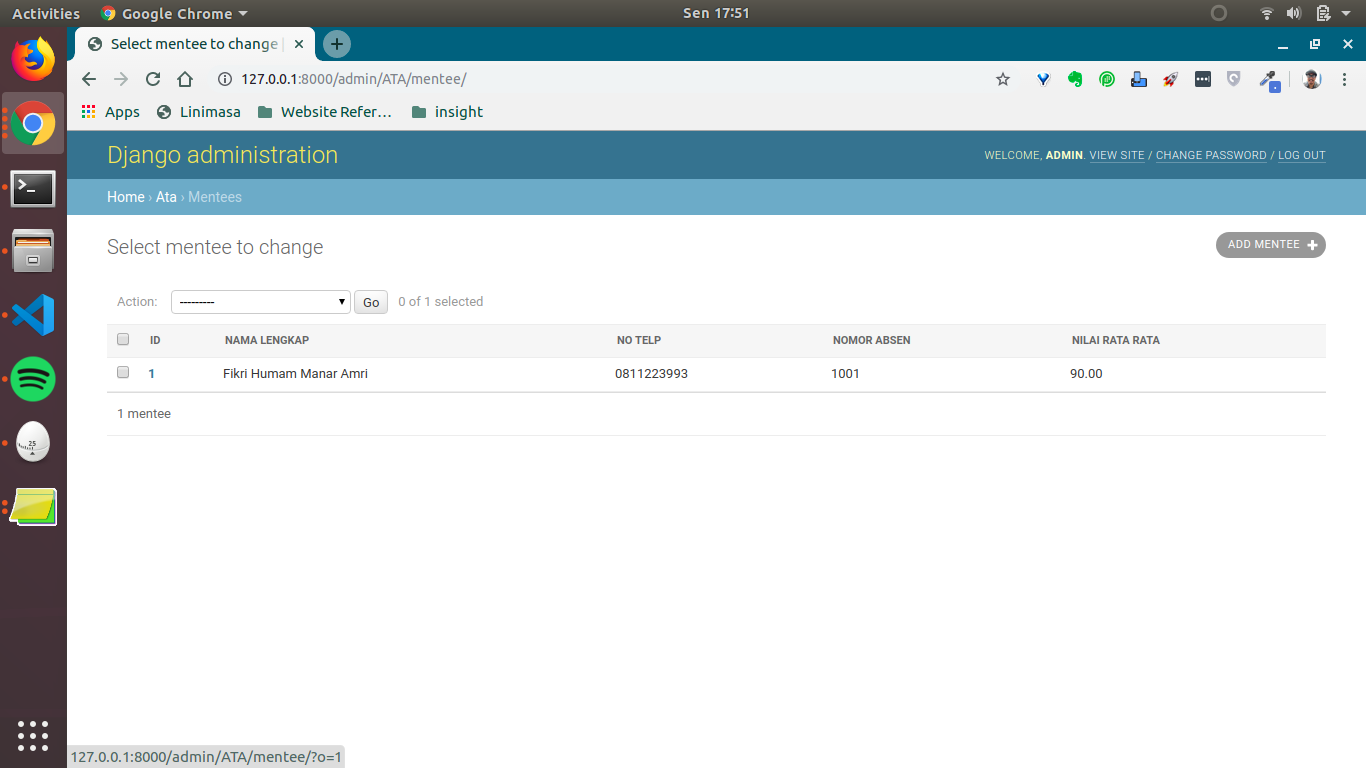 Activities Google Chrome Sen 17:51
Select mentee to change
127.0.0.1:8000/admin/ATA/mentee/
Apps Linimasa Website Refer... insight
Django administration
WELCOME, ADMIN. VIEW SITE / CHANGE PASSWORD / LOG OUT
Home › Ata › Mentees
Select mentee to change
ADD MENTEE
Action: --------- Go 0 of 1 selected
ID NAMA LENGKAP NO TELP NOMOR ABSEN NILAI RATA RATA
1 Fikri Humam Manar Amri 0811223993 1001 90.00
1 mentee
25
127.0.0.1:8000/admin/ATA/mentee/?o=1